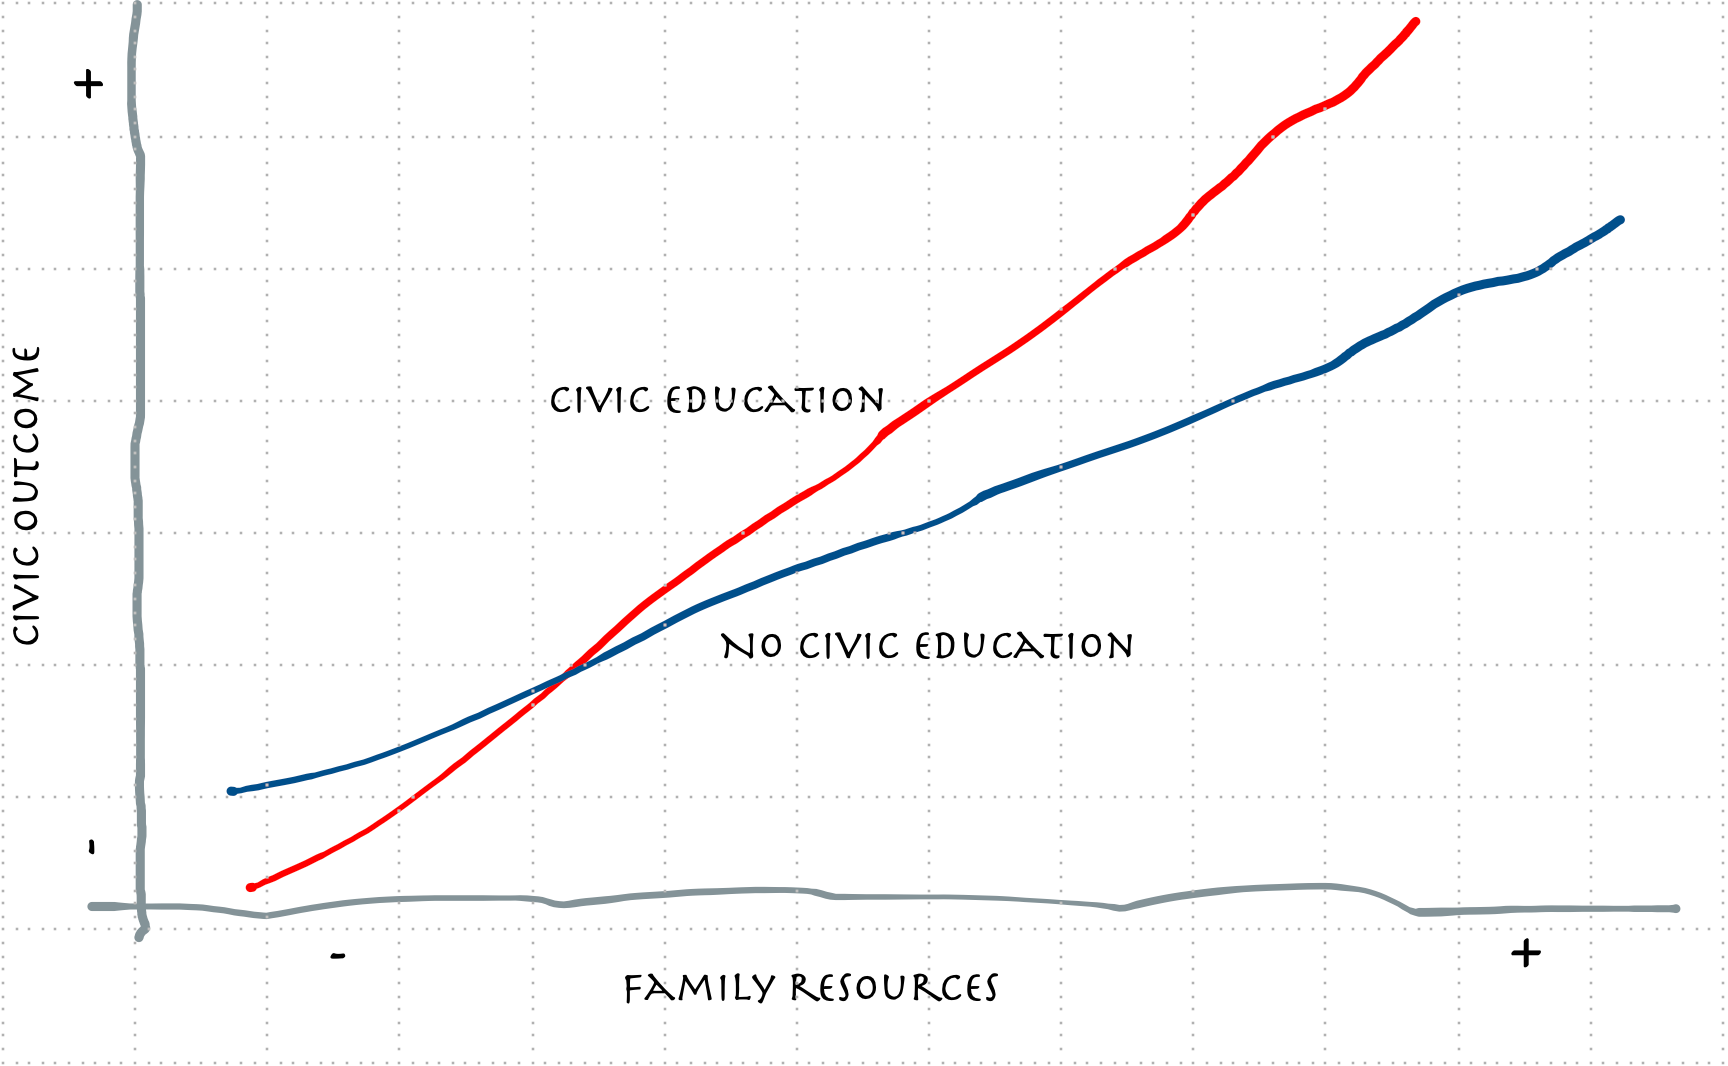 +
CIVIC EDUCATION
CIVIC OUTCOME
NO CIVIC EDUCATION
-
-
+
FAMILY RESOURCES